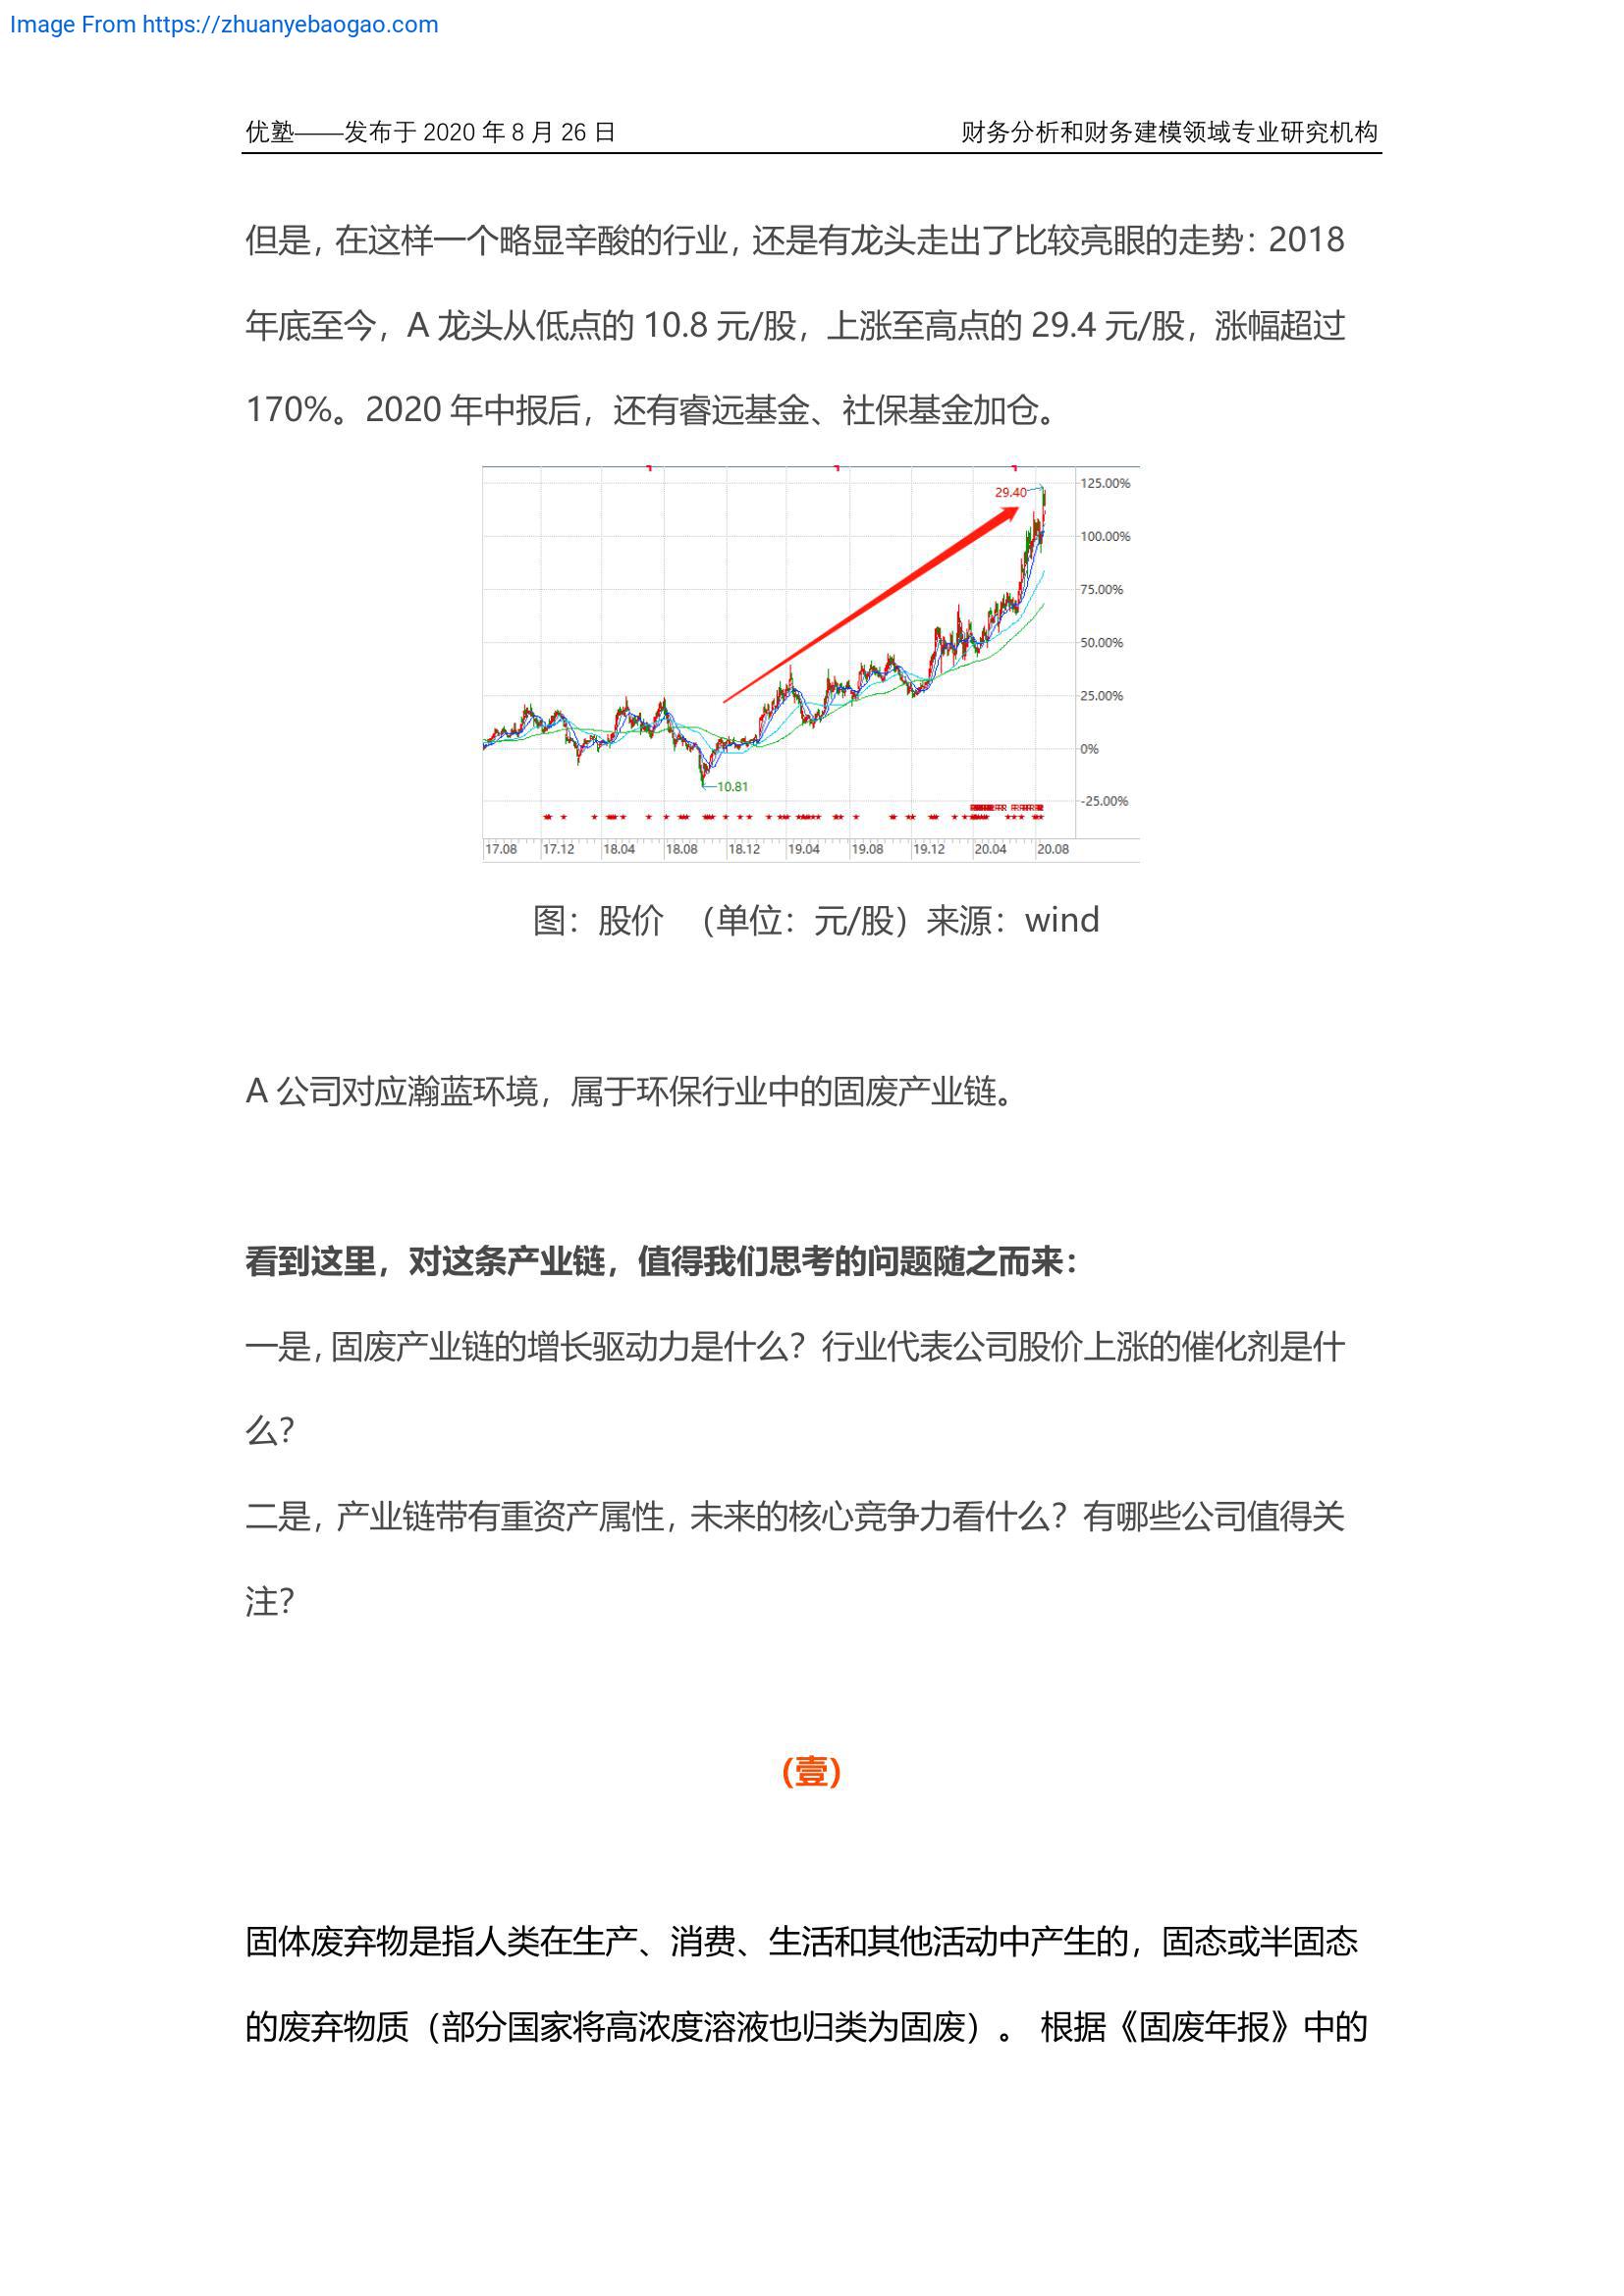 Image From https://zhuanyebaogao.com
优塾——发布于 2020 年 8 月 26 日 财务分析和财务建模领域专业研究机构
但是，在这样一个略显辛酸的行业，还是有龙头走出了比较亮眼的走势：2018
年底至今，A 龙头从低点的 10.8 元/股，上涨至高点的 29.4 元/股，涨幅超过
170%。2020 年中报后，还有睿远基金、社保基金加仓。
29.40
125.00%
100.00%
75.00%
50.00%
25.00%
0%
10.81
-25.00%
17.08 17.12 18.04 18.08 18.12 19.04 19.08 19.12 20.04 20.08
图：股价 （单位：元/股）来源：wind
A 公司对应瀚蓝环境，属于环保行业中的固废产业链。
看到这里，对这条产业链，值得我们思考的问题随之而来：
一是，固废产业链的增长驱动力是什么？行业代表公司股价上涨的催化剂是什
么？
二是，产业链带有重资产属性，未来的核心竞争力看什么？有哪些公司值得关
注？
(壹)
固体废弃物是指人类在生产、消费、生活和其他活动中产生的，固态或半固态
的废弃物质（部分国家将高浓度溶液也归类为固废）。 根据《固废年报》中的